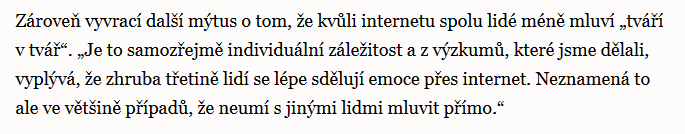 Zároveň vyvrací další mýtus o tom, že kvůli internetu spolu lidé méně mluví „tváří
v tvář“. „Je to samozřejmě individuální záležitost a z výzkumů, které jsme dělali,
vyplývá, že zhruba třetině lidí se lépe sdělují emoce přes internet. Neznamená to
ale ve většině případů, že neumí s jinými lidmi mluvit přímo.“